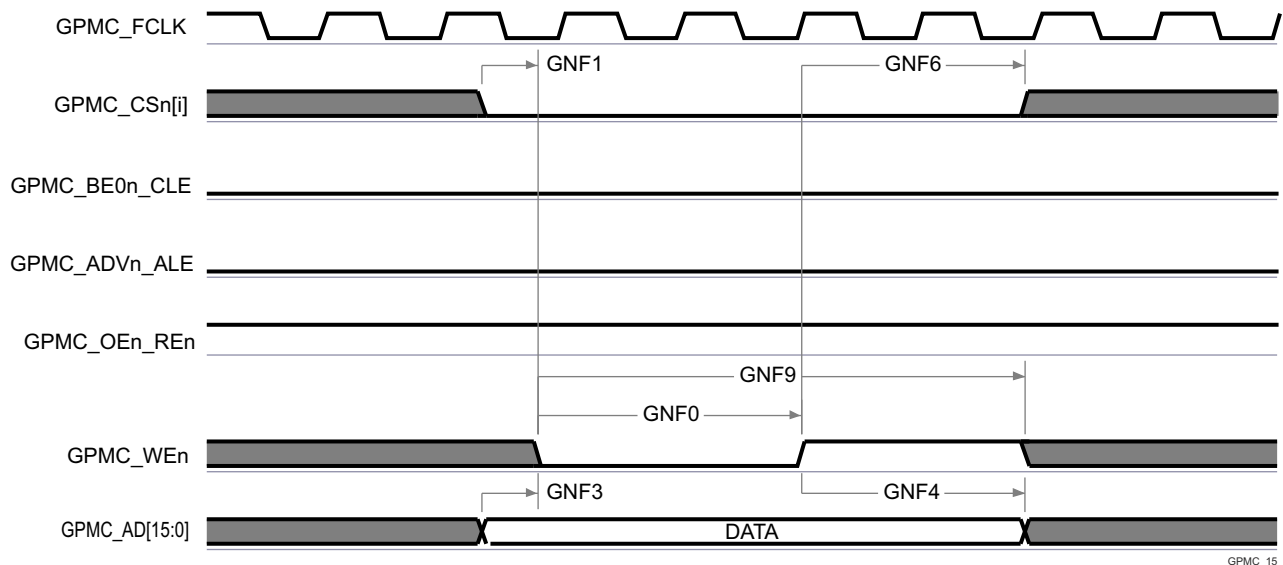 GPMC_FCLK
GNF1
GNF6
GPMC_CSn[i]
GPMC_BE0n_CLE
GPMC_ADVn_ALE
GPMC_OEn_REn
GNF9
GNF0
GPMC_WEn
GNF3
GNF4
GPMC_AD[15:0]
DATA
GPMC_15